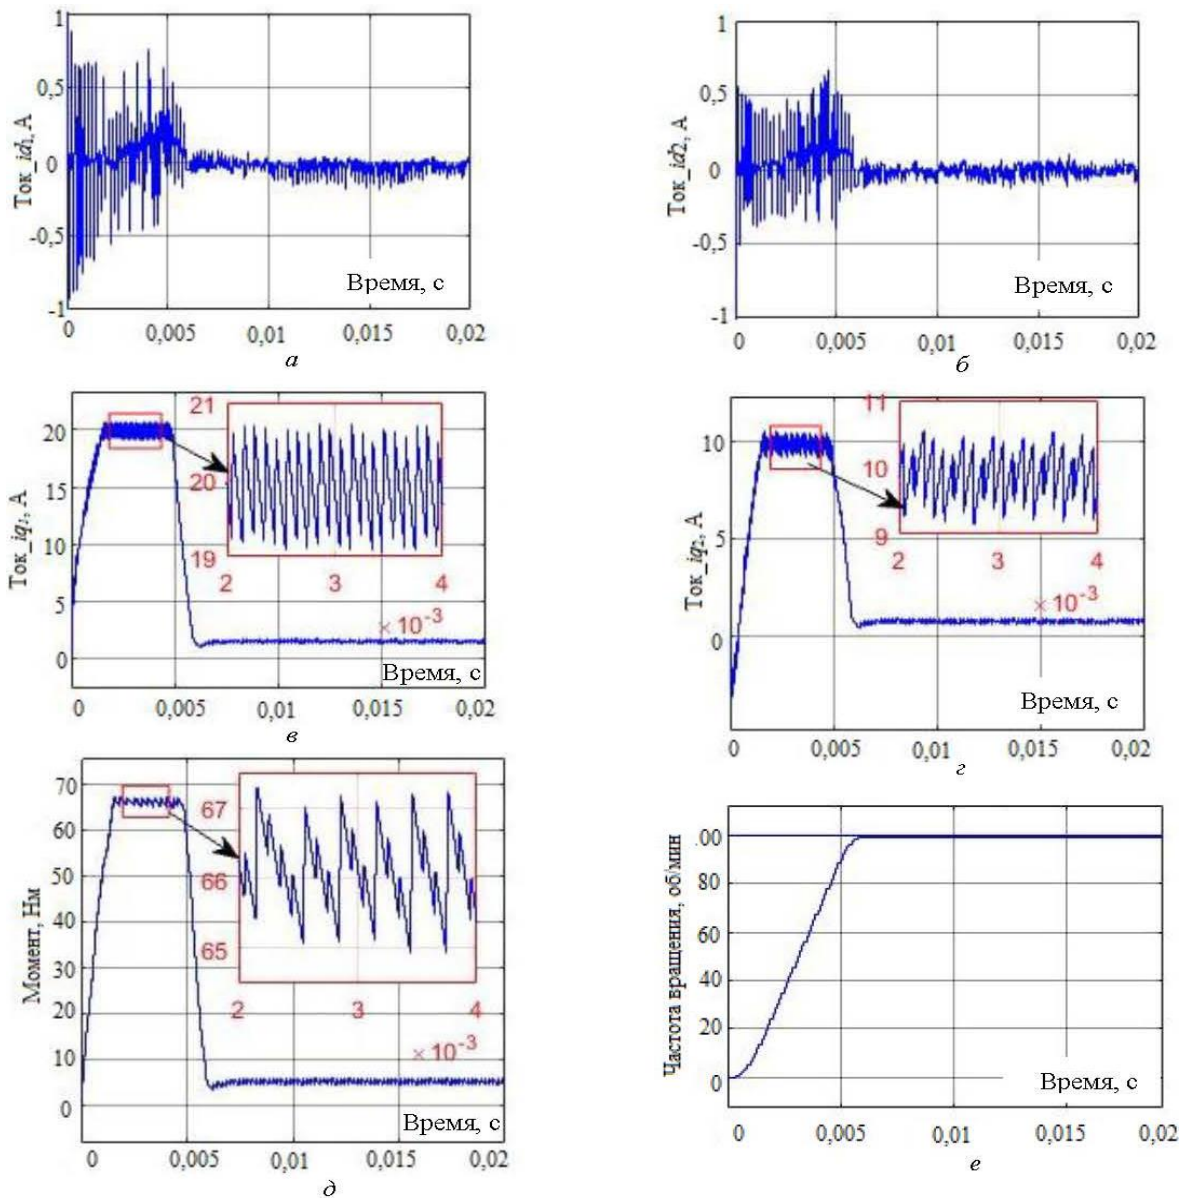 1
0,5
0
-0,5
-1
Ток_id1, А
Время, с
0 0,005 0,01 0,015 0,02
а
1
0,5
0
-0,5
-1
Ток_id2, А
Время, с
0 0,005 0,01 0,015 0,02
б
20
15
10
5
0
Ток_iq1, А
21
20
19
2 3 4
× 10⁻³
Время, с
0 0,005 0,01 0,015 0,02
в
10
5
0
Ток_iq2, А
11
10
9
2 3 4
× 10⁻³
Время, с
0 0,005 0,01 0,015 0,02
г
70
60
50
40
30
20
10
0
Момент, Нм
67
66
65
2 3 4
× 10⁻³
Время, с
0 0,005 0,01 0,015 0,02
д
.00
80
60
40
20
0
Частота вращения, об/мин
Время, с
0 0,005 0,01 0,015 0,02
е